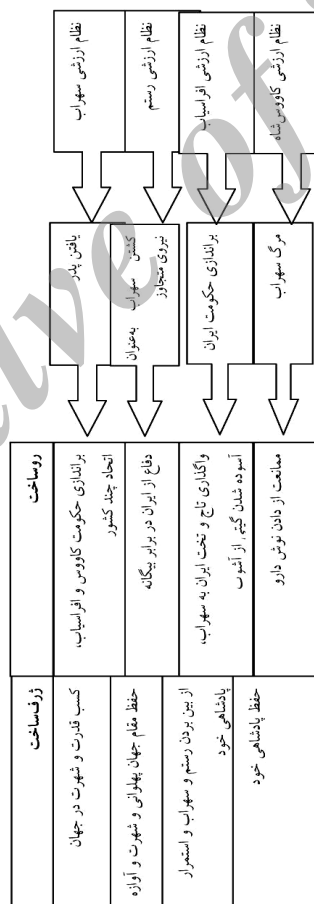 نظام ارزشی کاووس‌شاه
نظام ارزشی افراسیاب
نظام ارزشی رستم
نظام ارزشی سهراب
مرگ سهراب
براندازی حکومت ایران
کشتن سهراب به‌عنوان
نیروی متجاوز
یافتن پدر
روساخت
براندازی حکومت کاووس و افراسیاب،
اتحاد چند کشور
دفاع از ایران در برابر بیگانه
واگذاری تاج و تخت ایران به سهراب،
آسوده شدن گیتی از آشوب
ممانعت از دادن نوش دارو
ژرف‌ساخت
کسب قدرت و شهرت در جهان
حفظ مقام جهان پهلوانی و شهرت و آوازه
از بین بردن رستم و سهراب و استمرار
پادشاهی خود
حفظ پادشاهی خود